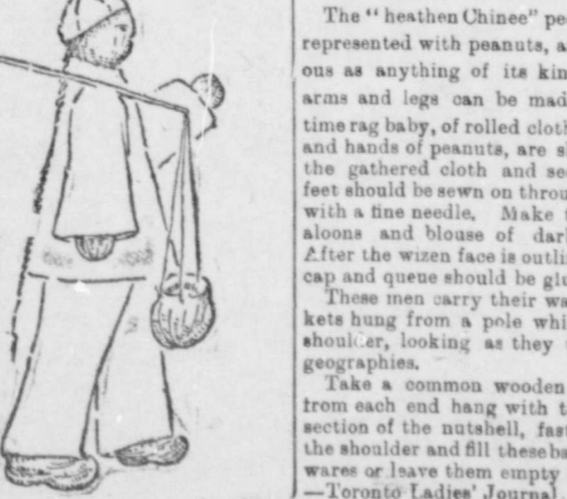 The “ heathen Chinee” pe
represented with peanuts, a
ous as anything of its kin
arms and legs can be mad
time rag baby, of rolled cloth
and hands of peanuts, are s
the gathered cloth and se
feet should be sewn on throu
with a fine needle. Make t
aloons and blouse of dar
After the wizen face is outli
cap and queue should be glu
These men carry their wa
kets hung from a pole whi
shoulder, looking as they
geographies.
Take a common wooden
from each end hang with t
section of the nutshell, fas
the shoulder and fill these ba
wares or leave them empty
—Toronto Ladies' Journal